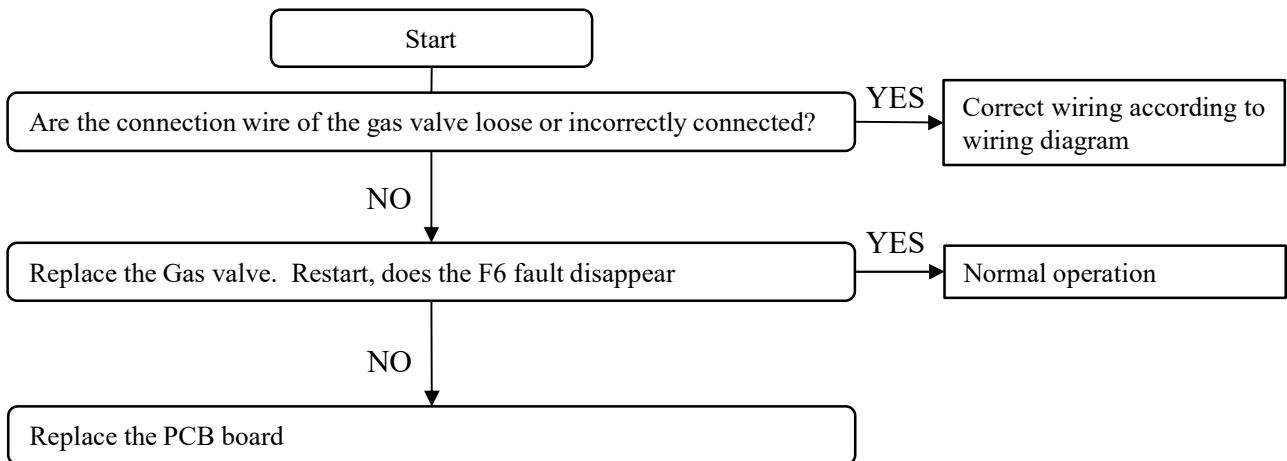 Start
Are the connection wire of the gas valve loose or incorrectly connected?
YES
Correct wiring according to
wiring diagram
NO
Replace the Gas valve.  Restart, does the F6 fault disappear
YES
Normal operation
NO
Replace the PCB board